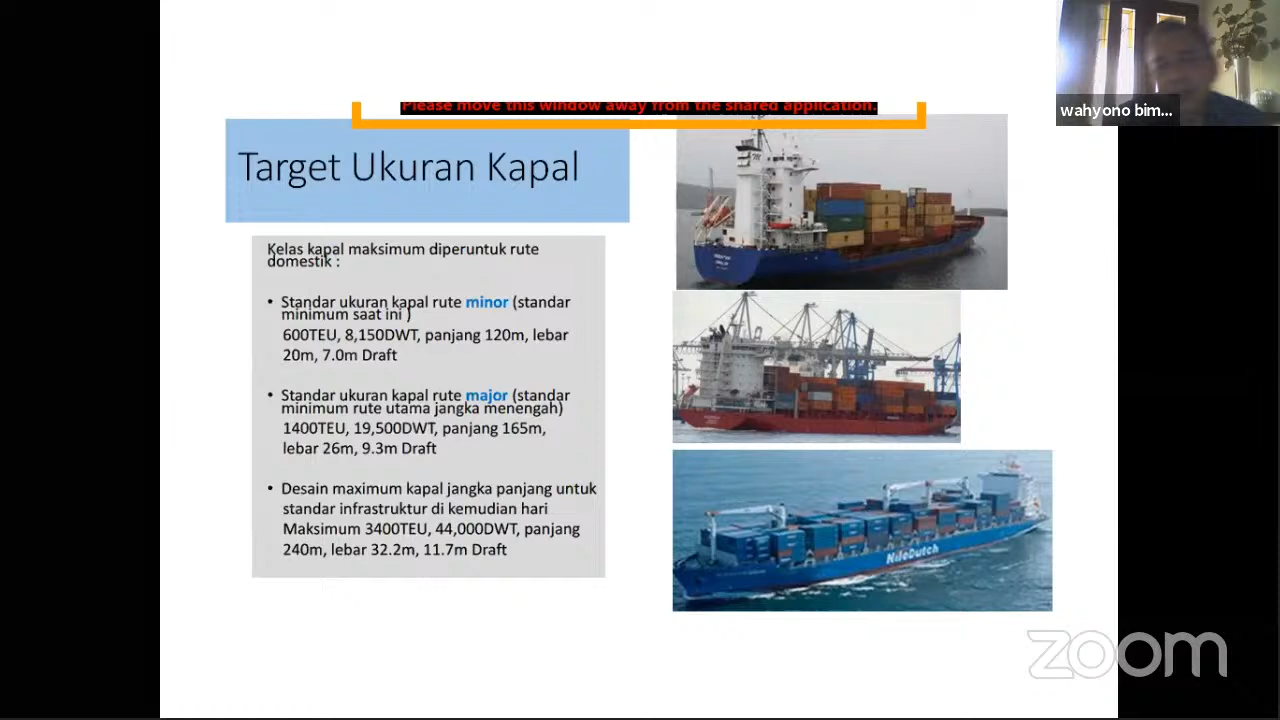 Please move this window away from the shared application.
wahyono bim...
Target Ukuran Kapal
Kelas kapal maksimum diperuntuk rute
domestik :
• Standar ukuran kapal rute minor (standar
minimum saat ini )
600TEU, 8,150DWT, panjang 120m, lebar
20m, 7.0m Draft
• Standar ukuran kapal rute major (standar
minimum rute utama jangka menengah)
1400TEU, 19,500DWT, panjang 165m,
lebar 26m, 9.3m Draft
• Desain maximum kapal jangka panjang untuk
standar infrastruktur di kemudian hari
Maksimum 3400TEU, 44,000DWT, panjang
240m, lebar 32.2m, 11.7m Draft
NileDutch
zoom